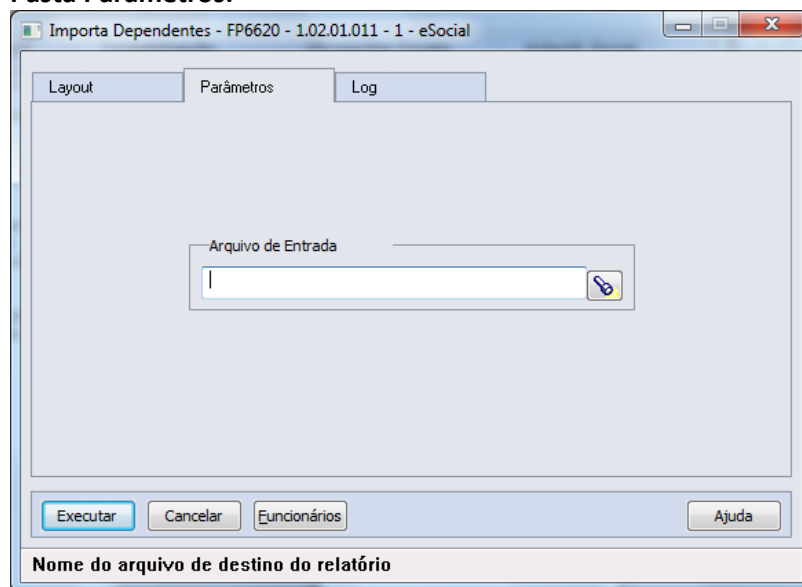 Pasta Parâmetros:
Importa Dependentes - FP6620 - 1.02.01.011 - 1 - eSocial
Layout Parâmetros Log
Arquivo de Entrada
Executar Cancelar Funcionários Ajuda
Nome do arquivo de destino do relatório